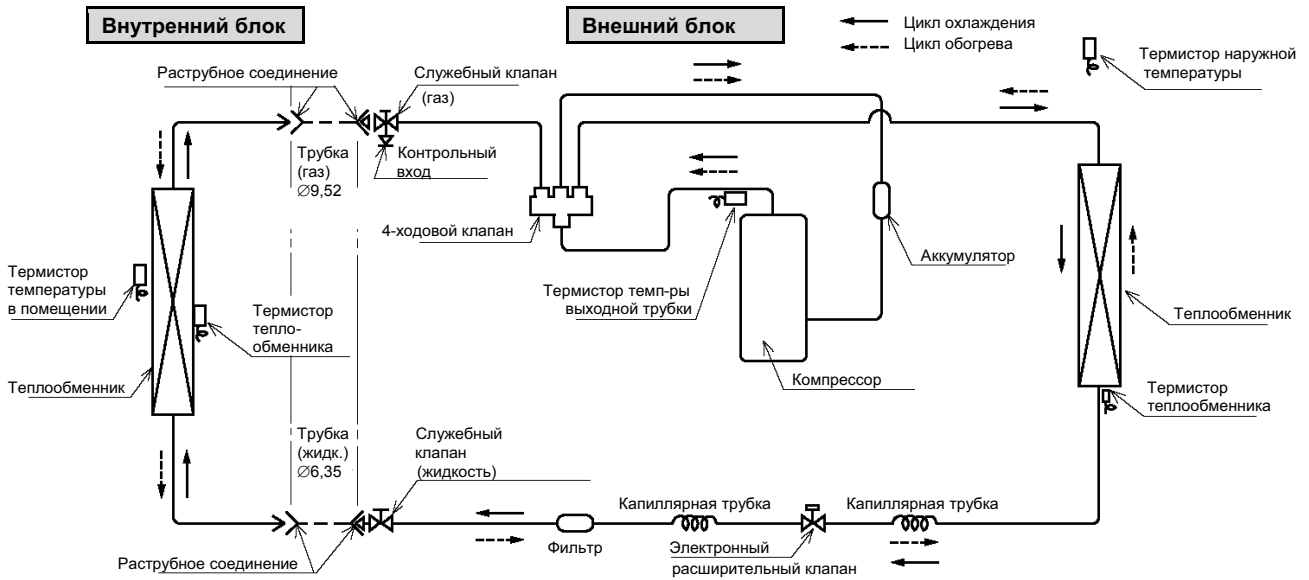 Внутренний блок
Внешний блок
Цикл охлаждения
Цикл обогрева
Термистор наружной
температуры
Раструбное соединение
Служебный клапан
(газ)
Трубка
(газ)
∅9,52
Контрольный
вход
4-ходовой клапан
Аккумулятор
Термистор
температуры
в помещении
Термистор
тепло-
обменника
Термистор темп-ры
выходной трубки
Теплообменник
Теплообменник
Компрессор
Термистор
теплообменника
Трубка
(жидк.)
∅6,35
Служебный
клапан
(жидкость)
Капиллярная трубка
Капиллярная трубка
Раструбное соединение
Фильтр
Электронный
расширительный клапан